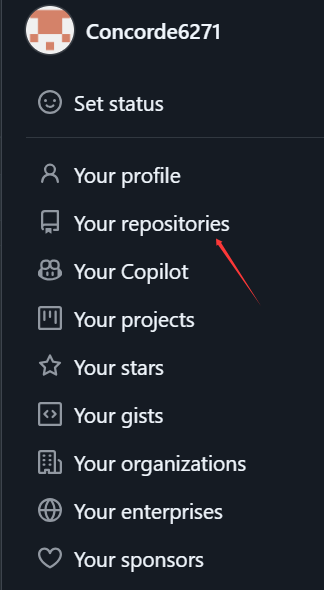 Concorde6271
Set status
Your profile
Your repositories
Your Copilot
Your projects
Your stars
Your gists
Your organizations
Your enterprises
Your sponsors